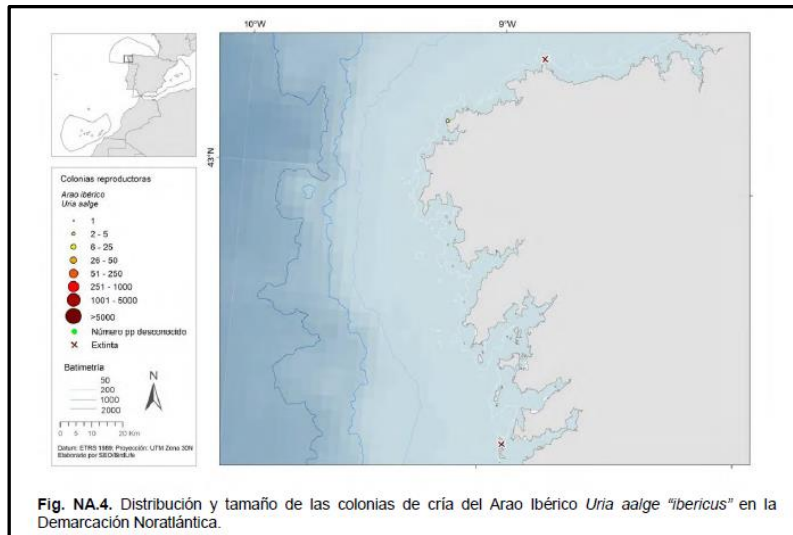 10°W
9°W
43°N
Colonias reproductoras
Arao ibérico
Uria aalge
1
2 - 5
6 - 25
26 - 50
51 - 250
251 - 1000
1001 - 5000
>5000
Número pp desconocido
Extinta
Batimetría
50
200
1000
2000
N
0 5 10 20 Km
Datum: ETRS 1989; Proyección: UTM Zona 30N
Elaborado por SEO/BirdLife
Fig. NA.4. Distribución y tamaño de las colonias de cría del Arao Ibérico Uria aalge "ibericus" en la
Demarcación Noratlántica.